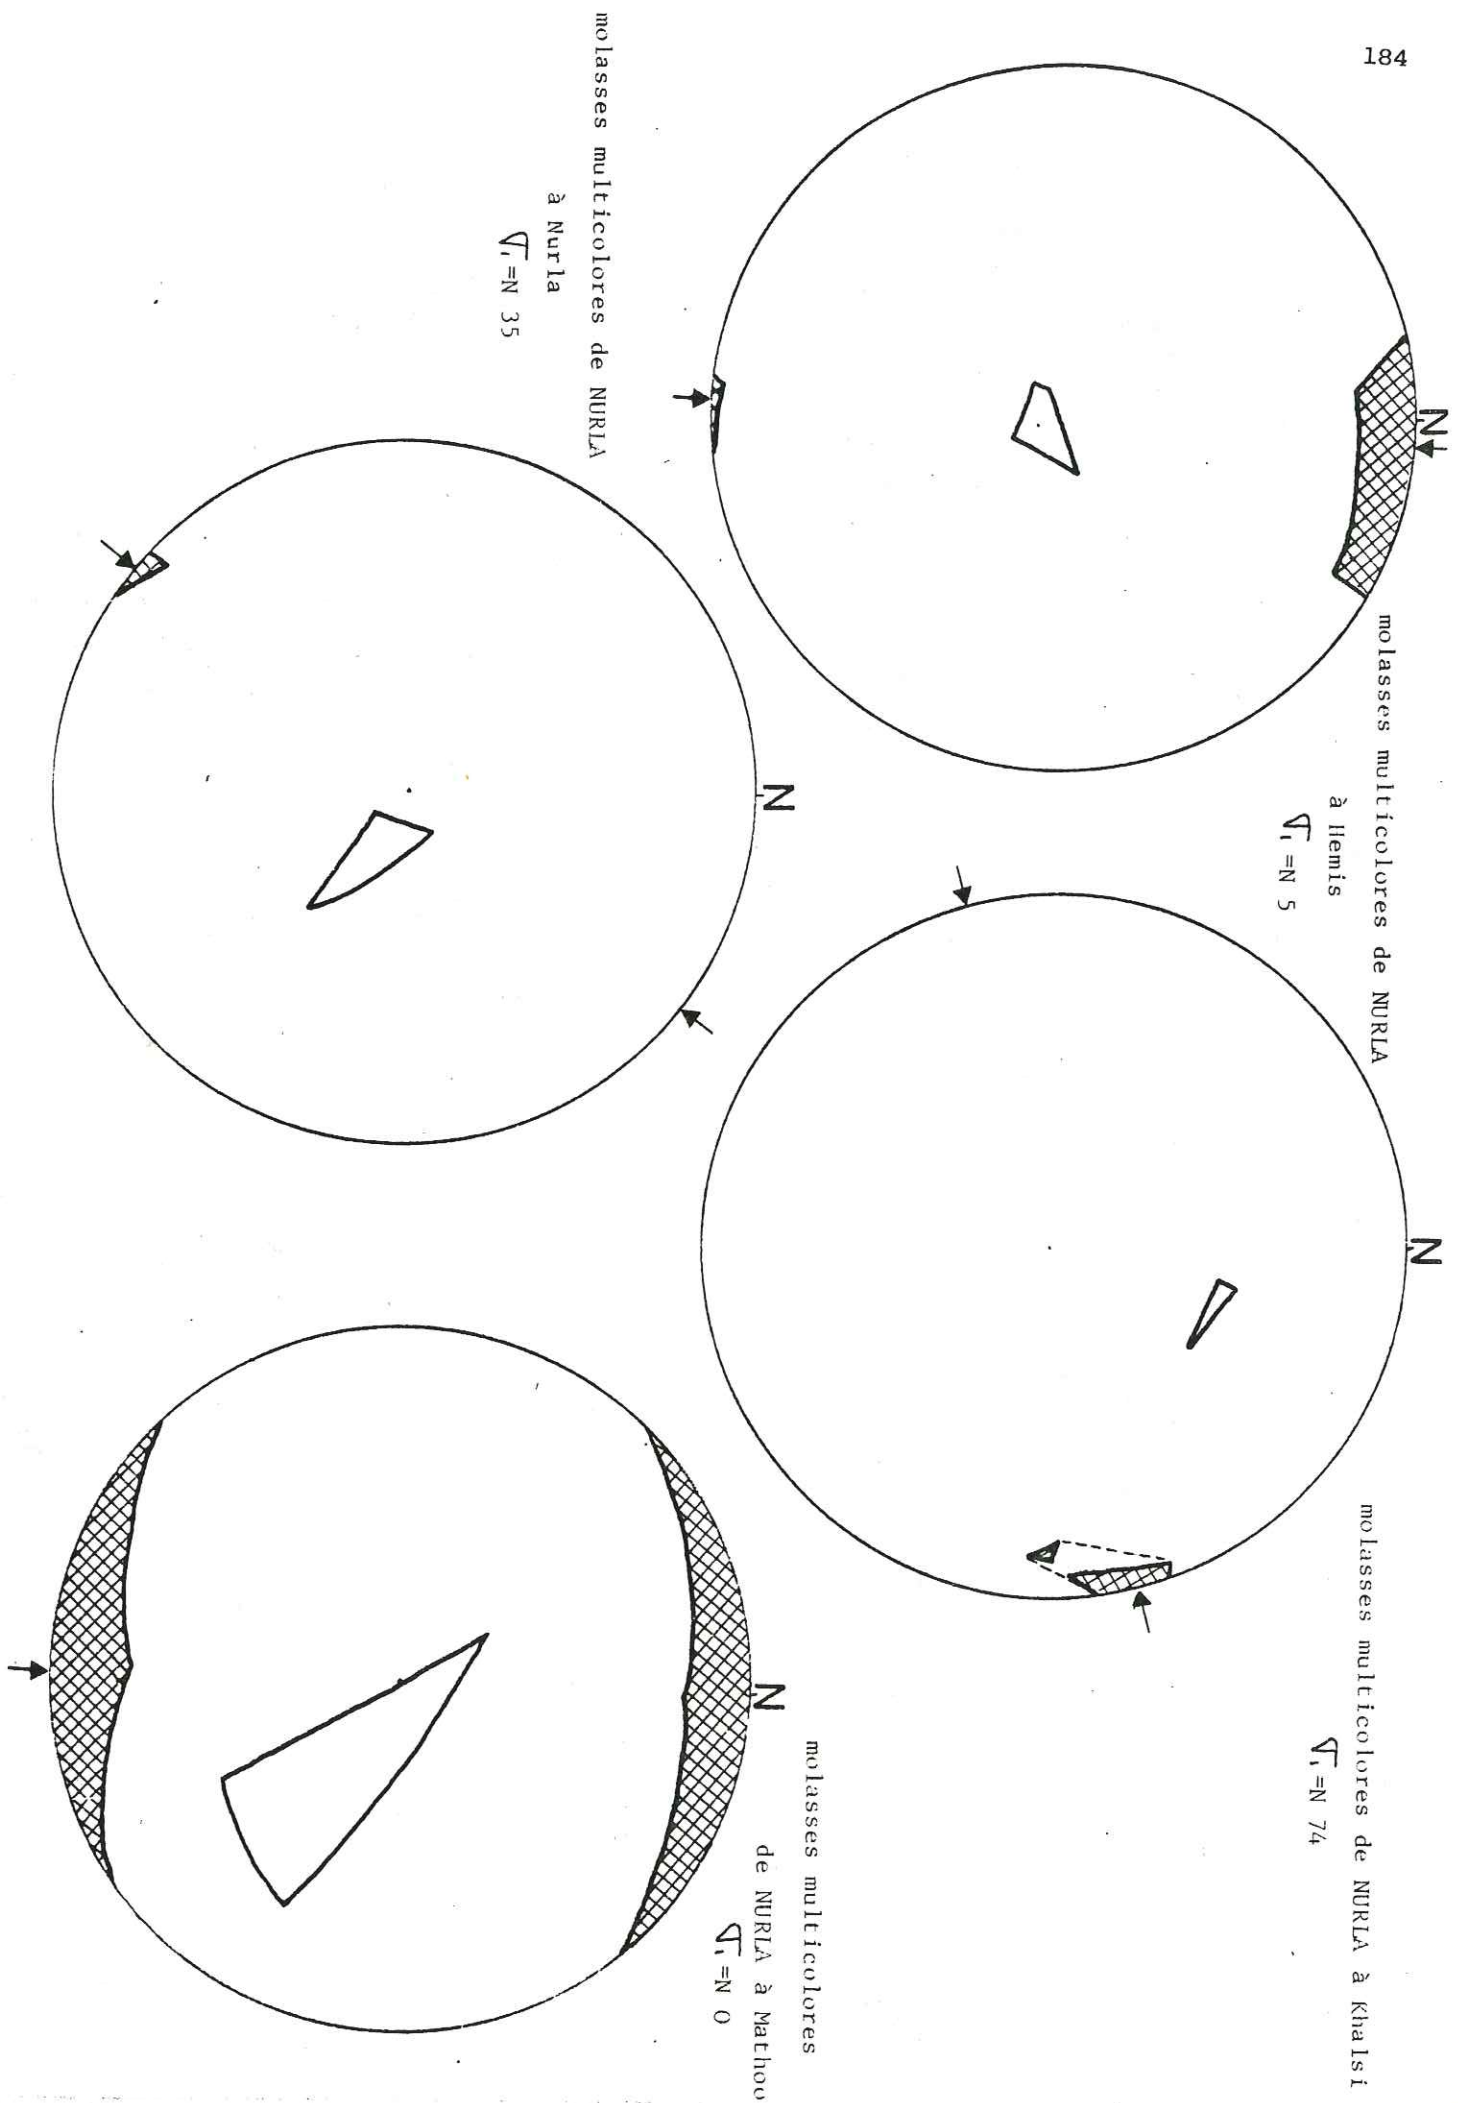 184
N
molasses multicolores de NURLA
à Hemis
σ₁ =N 5
N
molasses multicolores de NURLA à Khalsi
σ₁ =N 74
molasses multicolores de NURLA
à Nurla
σ₁ =N 35
N
N
molasses multicolores
de NURLA à Mathoo
σ₁ =N 0